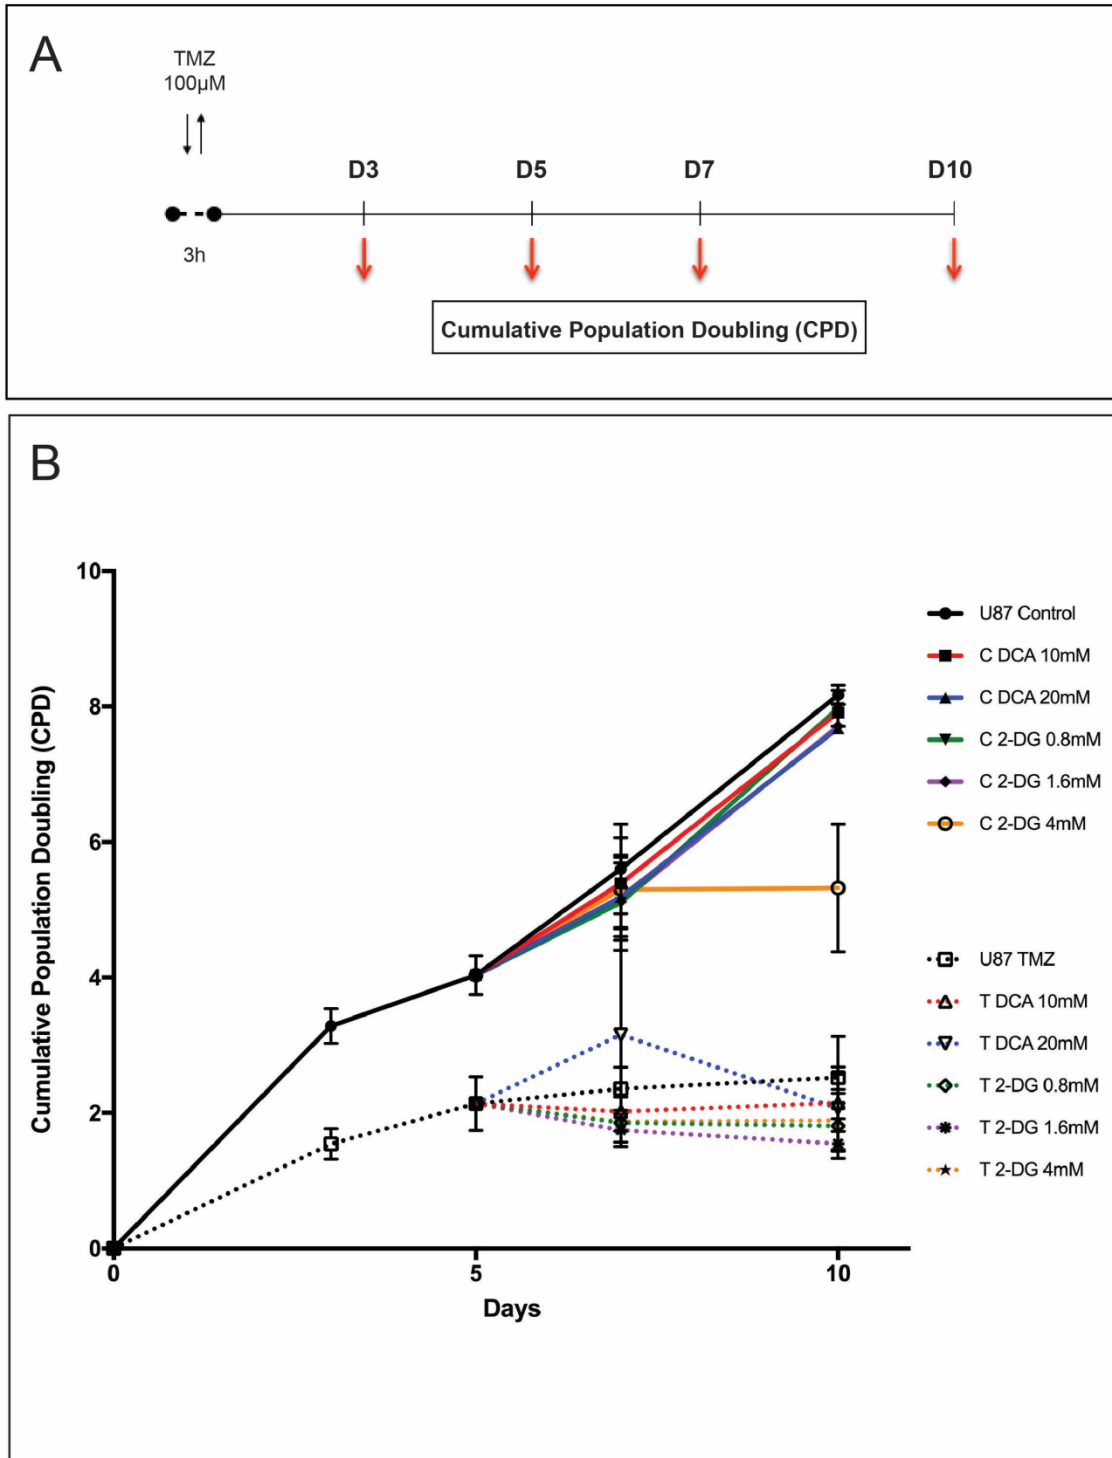 A
TMZ
100µM
D3 D5 D7 D10
3h
Cumulative Population Doubling (CPD)
B
Cumulative Population Doubling (CPD)
10
8
6
4
2
0
0 5 10
Days
U87 Control
C DCA 10mM
C DCA 20mM
C 2-DG 0.8mM
C 2-DG 1.6mM
C 2-DG 4mM
U87 TMZ
T DCA 10mM
T DCA 20mM
T 2-DG 0.8mM
T 2-DG 1.6mM
T 2-DG 4mM